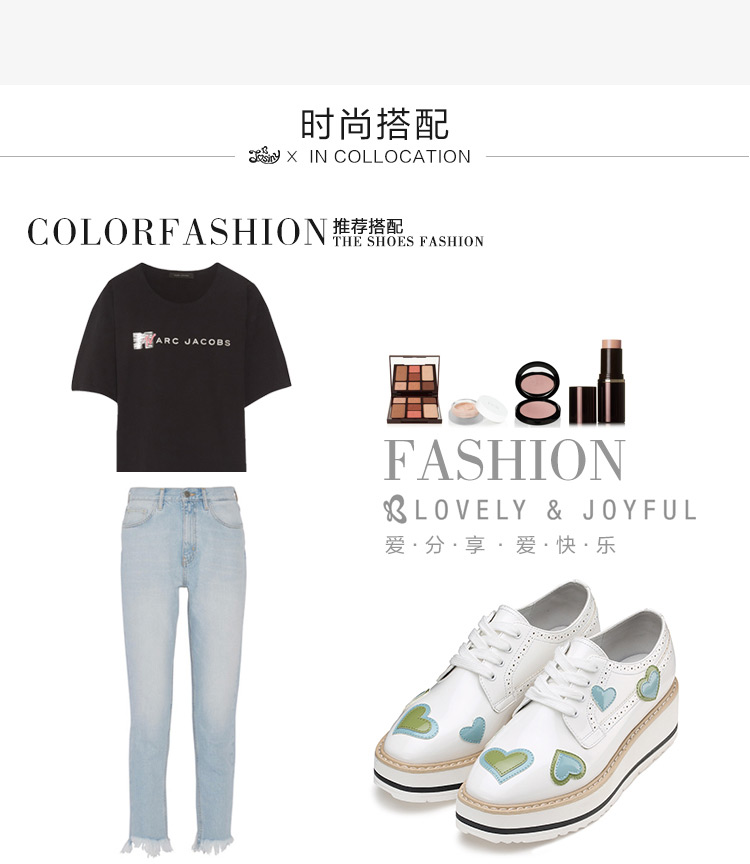 时尚搭配
Josiny × IN COLLOCATION
COLORFASHION 推荐搭配
THE SHOES FASHION
MARC JACOBS
FASHION
LOVELY & JOYFUL
爱·分·享·爱·快·乐